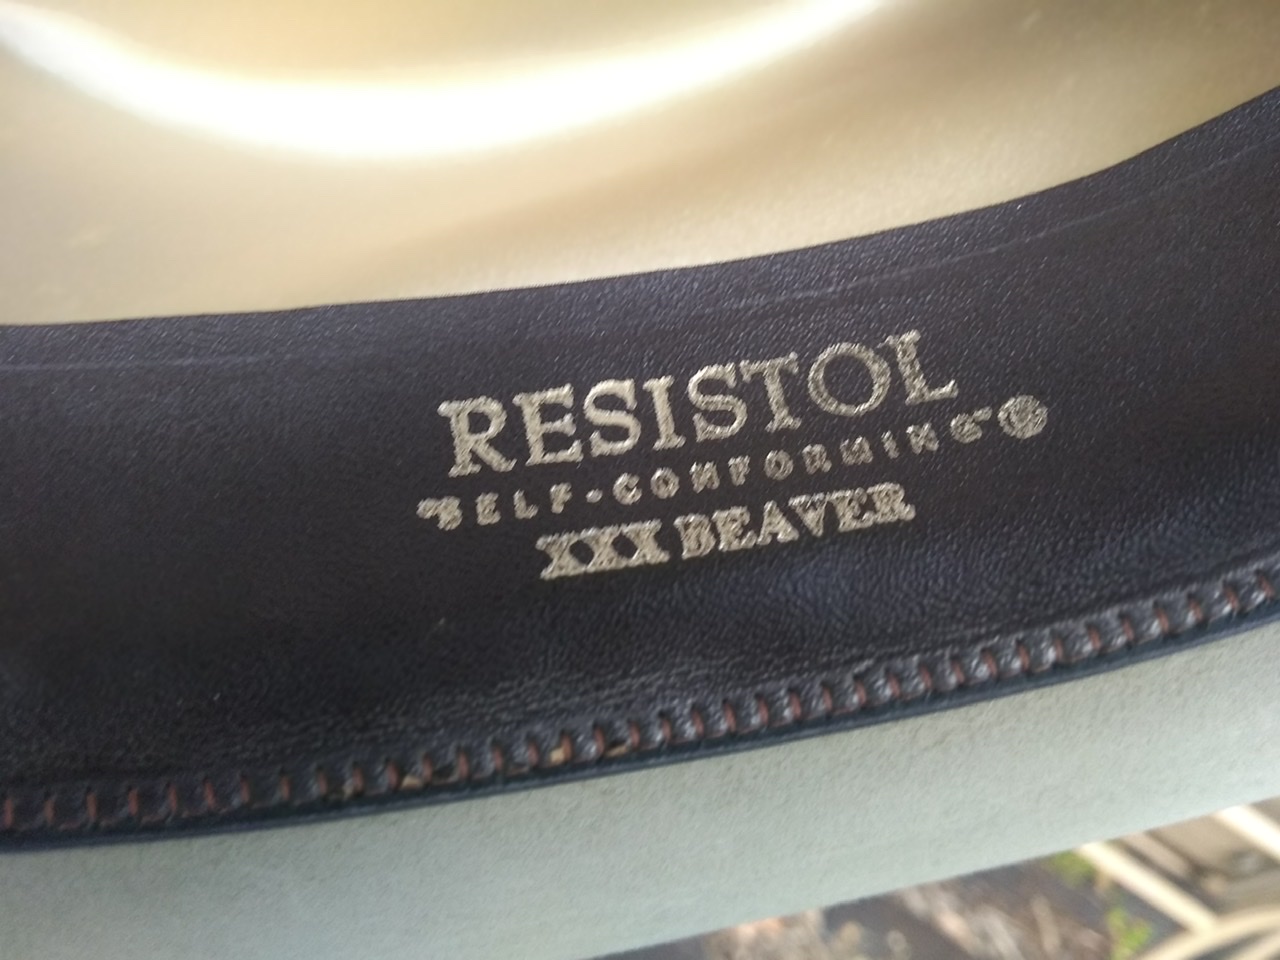 RESISTOL
"SELF-CONFORMING" ®
XXX BEAVER